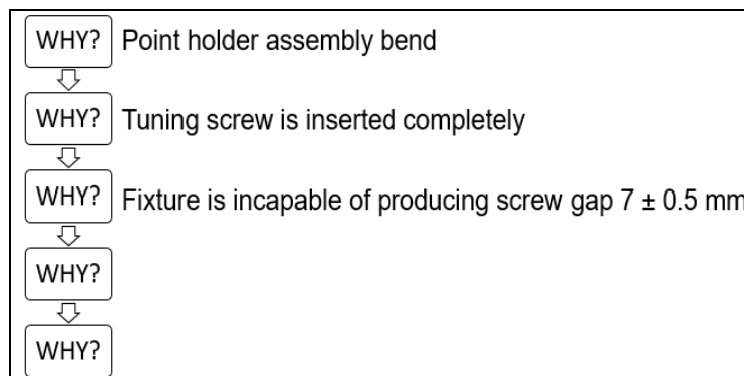 WHY? Point holder assembly bend
WHY? Tuning screw is inserted completely
WHY? Fixture is incapable of producing screw gap 7 ± 0.5 mm
WHY?
WHY?